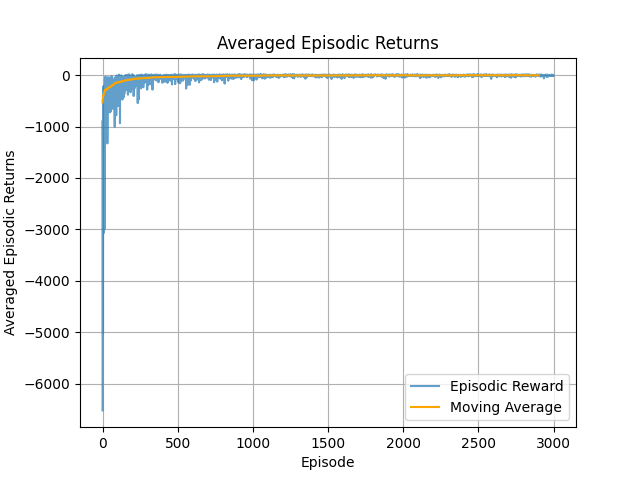 Averaged Episodic Returns
Averaged Episodic Returns
0
−1000
−2000
−3000
−4000
−5000
−6000
0
500
1000
1500
2000
2500
3000
Episode
Episodic Reward
Moving Average